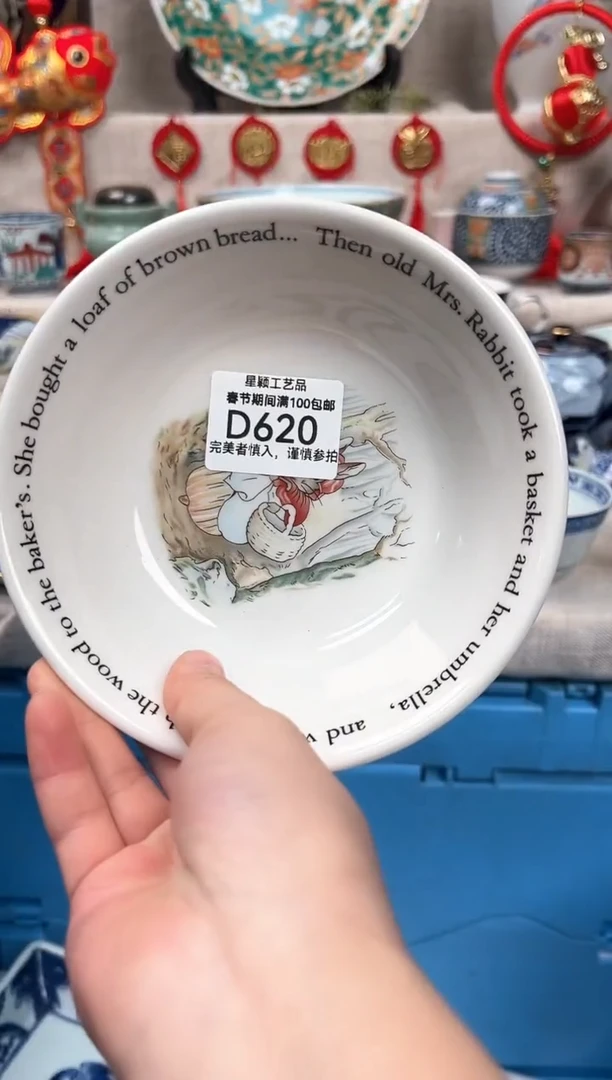 Then old Mrs. Rabbit took a basket and her umbrella, and
the wood to the baker's. She bought a loaf of brown bread...
星颖工艺品
春节期间满100包邮
D620
完美者慎入，谨慎参拍